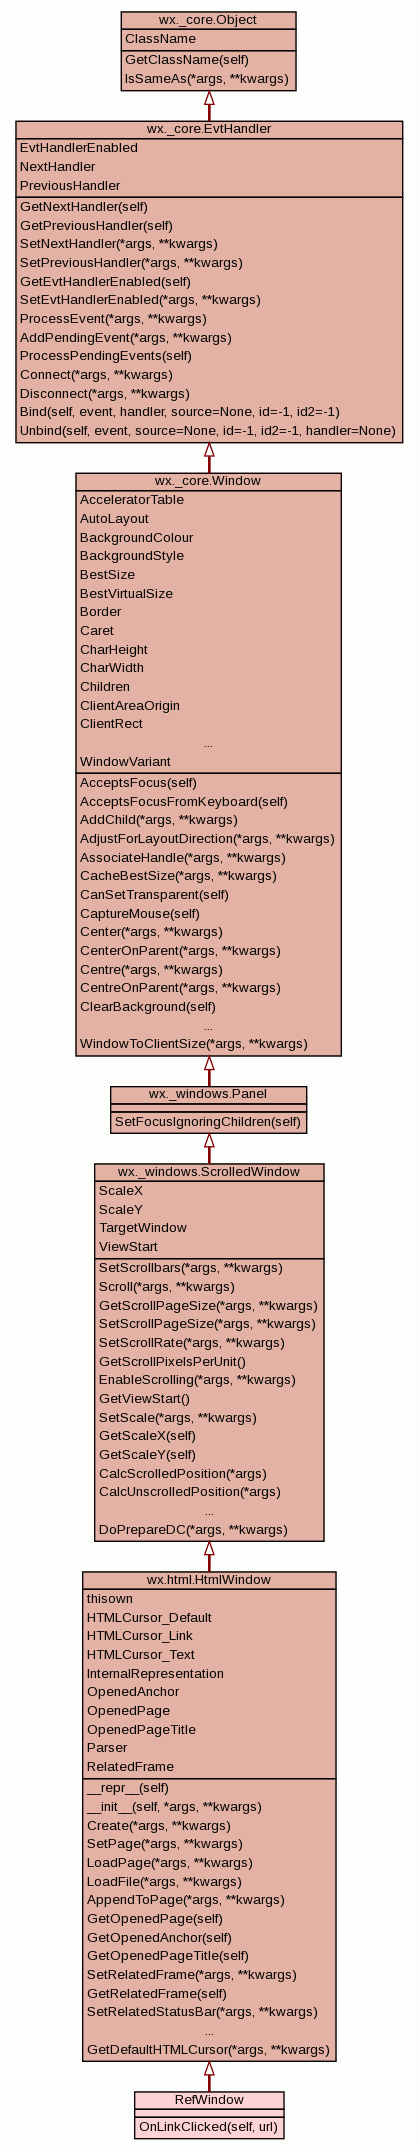 wx._core.Object
ClassName
GetClassName(self)
IsSameAs(*args, **kwargs)
wx._core.EvtHandler
EvtHandlerEnabled
NextHandler
PreviousHandler
GetNextHandler(self)
GetPreviousHandler(self)
SetNextHandler(*args, **kwargs)
SetPreviousHandler(*args, **kwargs)
GetEvtHandlerEnabled(self)
SetEvtHandlerEnabled(*args, **kwargs)
ProcessEvent(*args, **kwargs)
AddPendingEvent(*args, **kwargs)
ProcessPendingEvents(self)
Connect(*args, **kwargs)
Disconnect(*args, **kwargs)
Bind(self, event, handler, source=None, id=-1, id2=-1)
Unbind(self, event, source=None, id=-1, id2=-1, handler=None)
wx._core.Window
AcceleratorTable
AutoLayout
BackgroundColour
BackgroundStyle
BestSize
BestVirtualSize
Border
Caret
CharHeight
CharWidth
Children
ClientAreaOrigin
ClientRect
...
WindowVariant
AcceptsFocus(self)
AcceptsFocusFromKeyboard(self)
AddChild(*args, **kwargs)
AdjustForLayoutDirection(*args, **kwargs)
AssociateHandle(*args, **kwargs)
CacheBestSize(*args, **kwargs)
CanSetTransparent(self)
CaptureMouse(self)
Center(*args, **kwargs)
CenterOnParent(*args, **kwargs)
Centre(*args, **kwargs)
CentreOnParent(*args, **kwargs)
ClearBackground(self)
...
WindowToClientSize(*args, **kwargs)
wx._windows.Panel
SetFocusIgnoringChildren(self)
wx._windows.ScrolledWindow
ScaleX
ScaleY
TargetWindow
ViewStart
SetScrollbars(*args, **kwargs)
Scroll(*args, **kwargs)
GetScrollPageSize(*args, **kwargs)
SetScrollPageSize(*args, **kwargs)
SetScrollRate(*args, **kwargs)
GetScrollPixelsPerUnit()
EnableScrolling(*args, **kwargs)
GetViewStart()
SetScale(*args, **kwargs)
GetScaleX(self)
GetScaleY(self)
CalcScrolledPosition(*args)
CalcUnscrolledPosition(*args)
...
DoPrepareDC(*args, **kwargs)
wx.html.HtmlWindow
thisown
HTMLCursor_Default
HTMLCursor_Link
HTMLCursor_Text
InternalRepresentation
OpenedAnchor
OpenedPage
OpenedPageTitle
Parser
RelatedFrame
__repr__(self)
__init__(self, *args, **kwargs)
Create(*args, **kwargs)
SetPage(*args, **kwargs)
LoadPage(*args, **kwargs)
LoadFile(*args, **kwargs)
AppendToPage(*args, **kwargs)
GetOpenedPage(self)
GetOpenedAnchor(self)
GetOpenedPageTitle(self)
SetRelatedFrame(*args, **kwargs)
GetRelatedFrame(self)
SetRelatedStatusBar(*args, **kwargs)
...
GetDefaultHTMLCursor(*args, **kwargs)
RefWindow
OnLinkClicked(self, url)